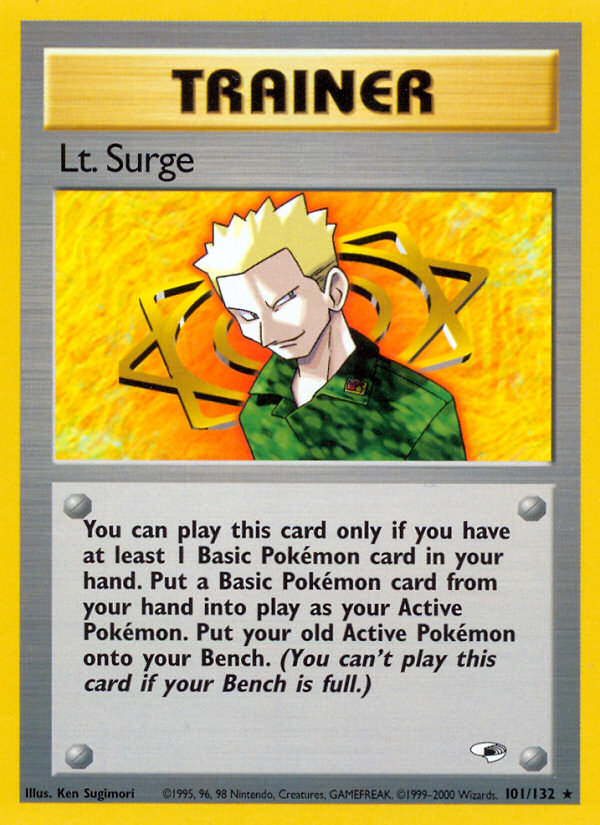 TRAINER
Lt. Surge
You can play this card only if you have
at least 1 Basic Pokémon card in your
hand. Put a Basic Pokémon card from
your hand into play as your Active
Pokémon. Put your old Active Pokémon
onto your Bench. (You can't play this
card if your Bench is full.)
Illus. Ken Sugimori ©1995, 96, 98 Nintendo, Creatures, GAMEFREAK. ©1999–2000 Wizards. 101/132 ★